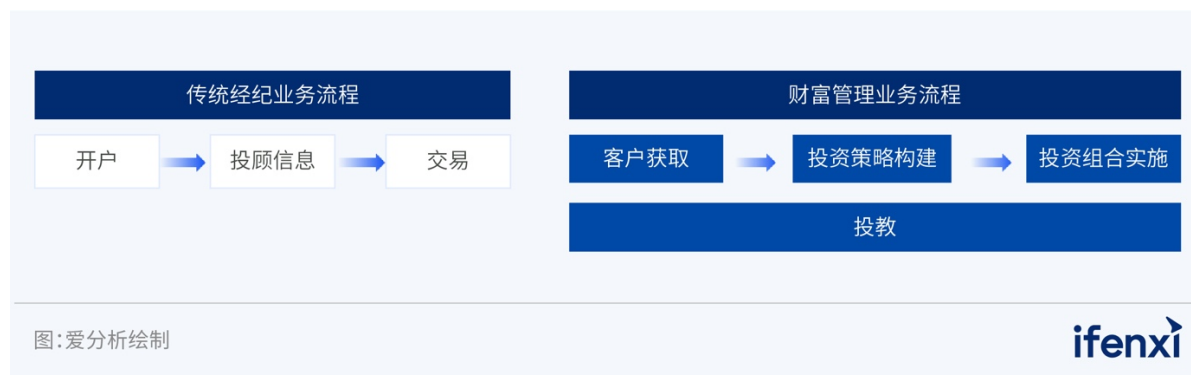 传统经纪业务流程
财富管理业务流程
开户
投顾信息
交易
客户获取
投资策略构建
投资组合实施
投教
图:爱分析绘制
ifenxi